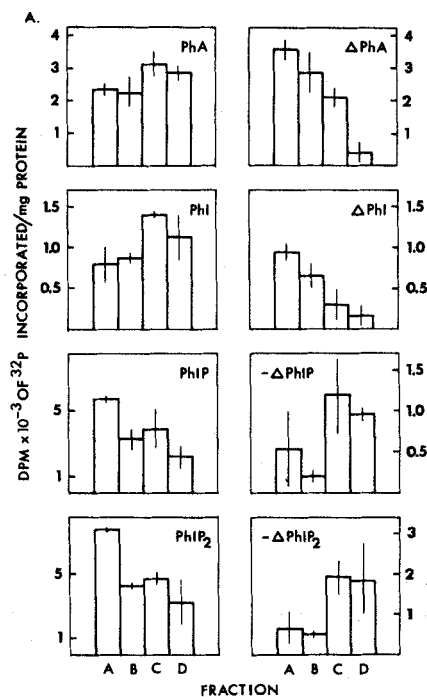 A.
PhA
4
3
2
1
ΔPhA
4
3
2
1
PhI
1.5
1.0
0.5
ΔPhI
1.5
1.0
0.5
PhIP
5
1
-ΔPhIP
1.5
1.0
0.5
PhIP2
5
1
-ΔPhIP2
3
2
1
A B C D
A B C D
FRACTION
DPM x 10⁻³ OF ³²P INCORPORATED/mg PROTEIN